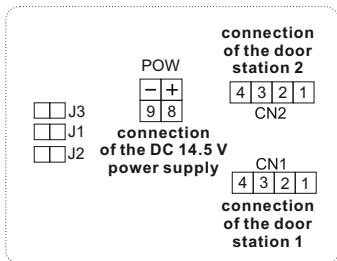 connection
of the door
station 2
4 3 2 1
CN2
POW
− +
9 8
connection
of the DC 14.5 V
power supply
J3
J1
J2
CN1
4 3 2 1
connection
of the door
station 1